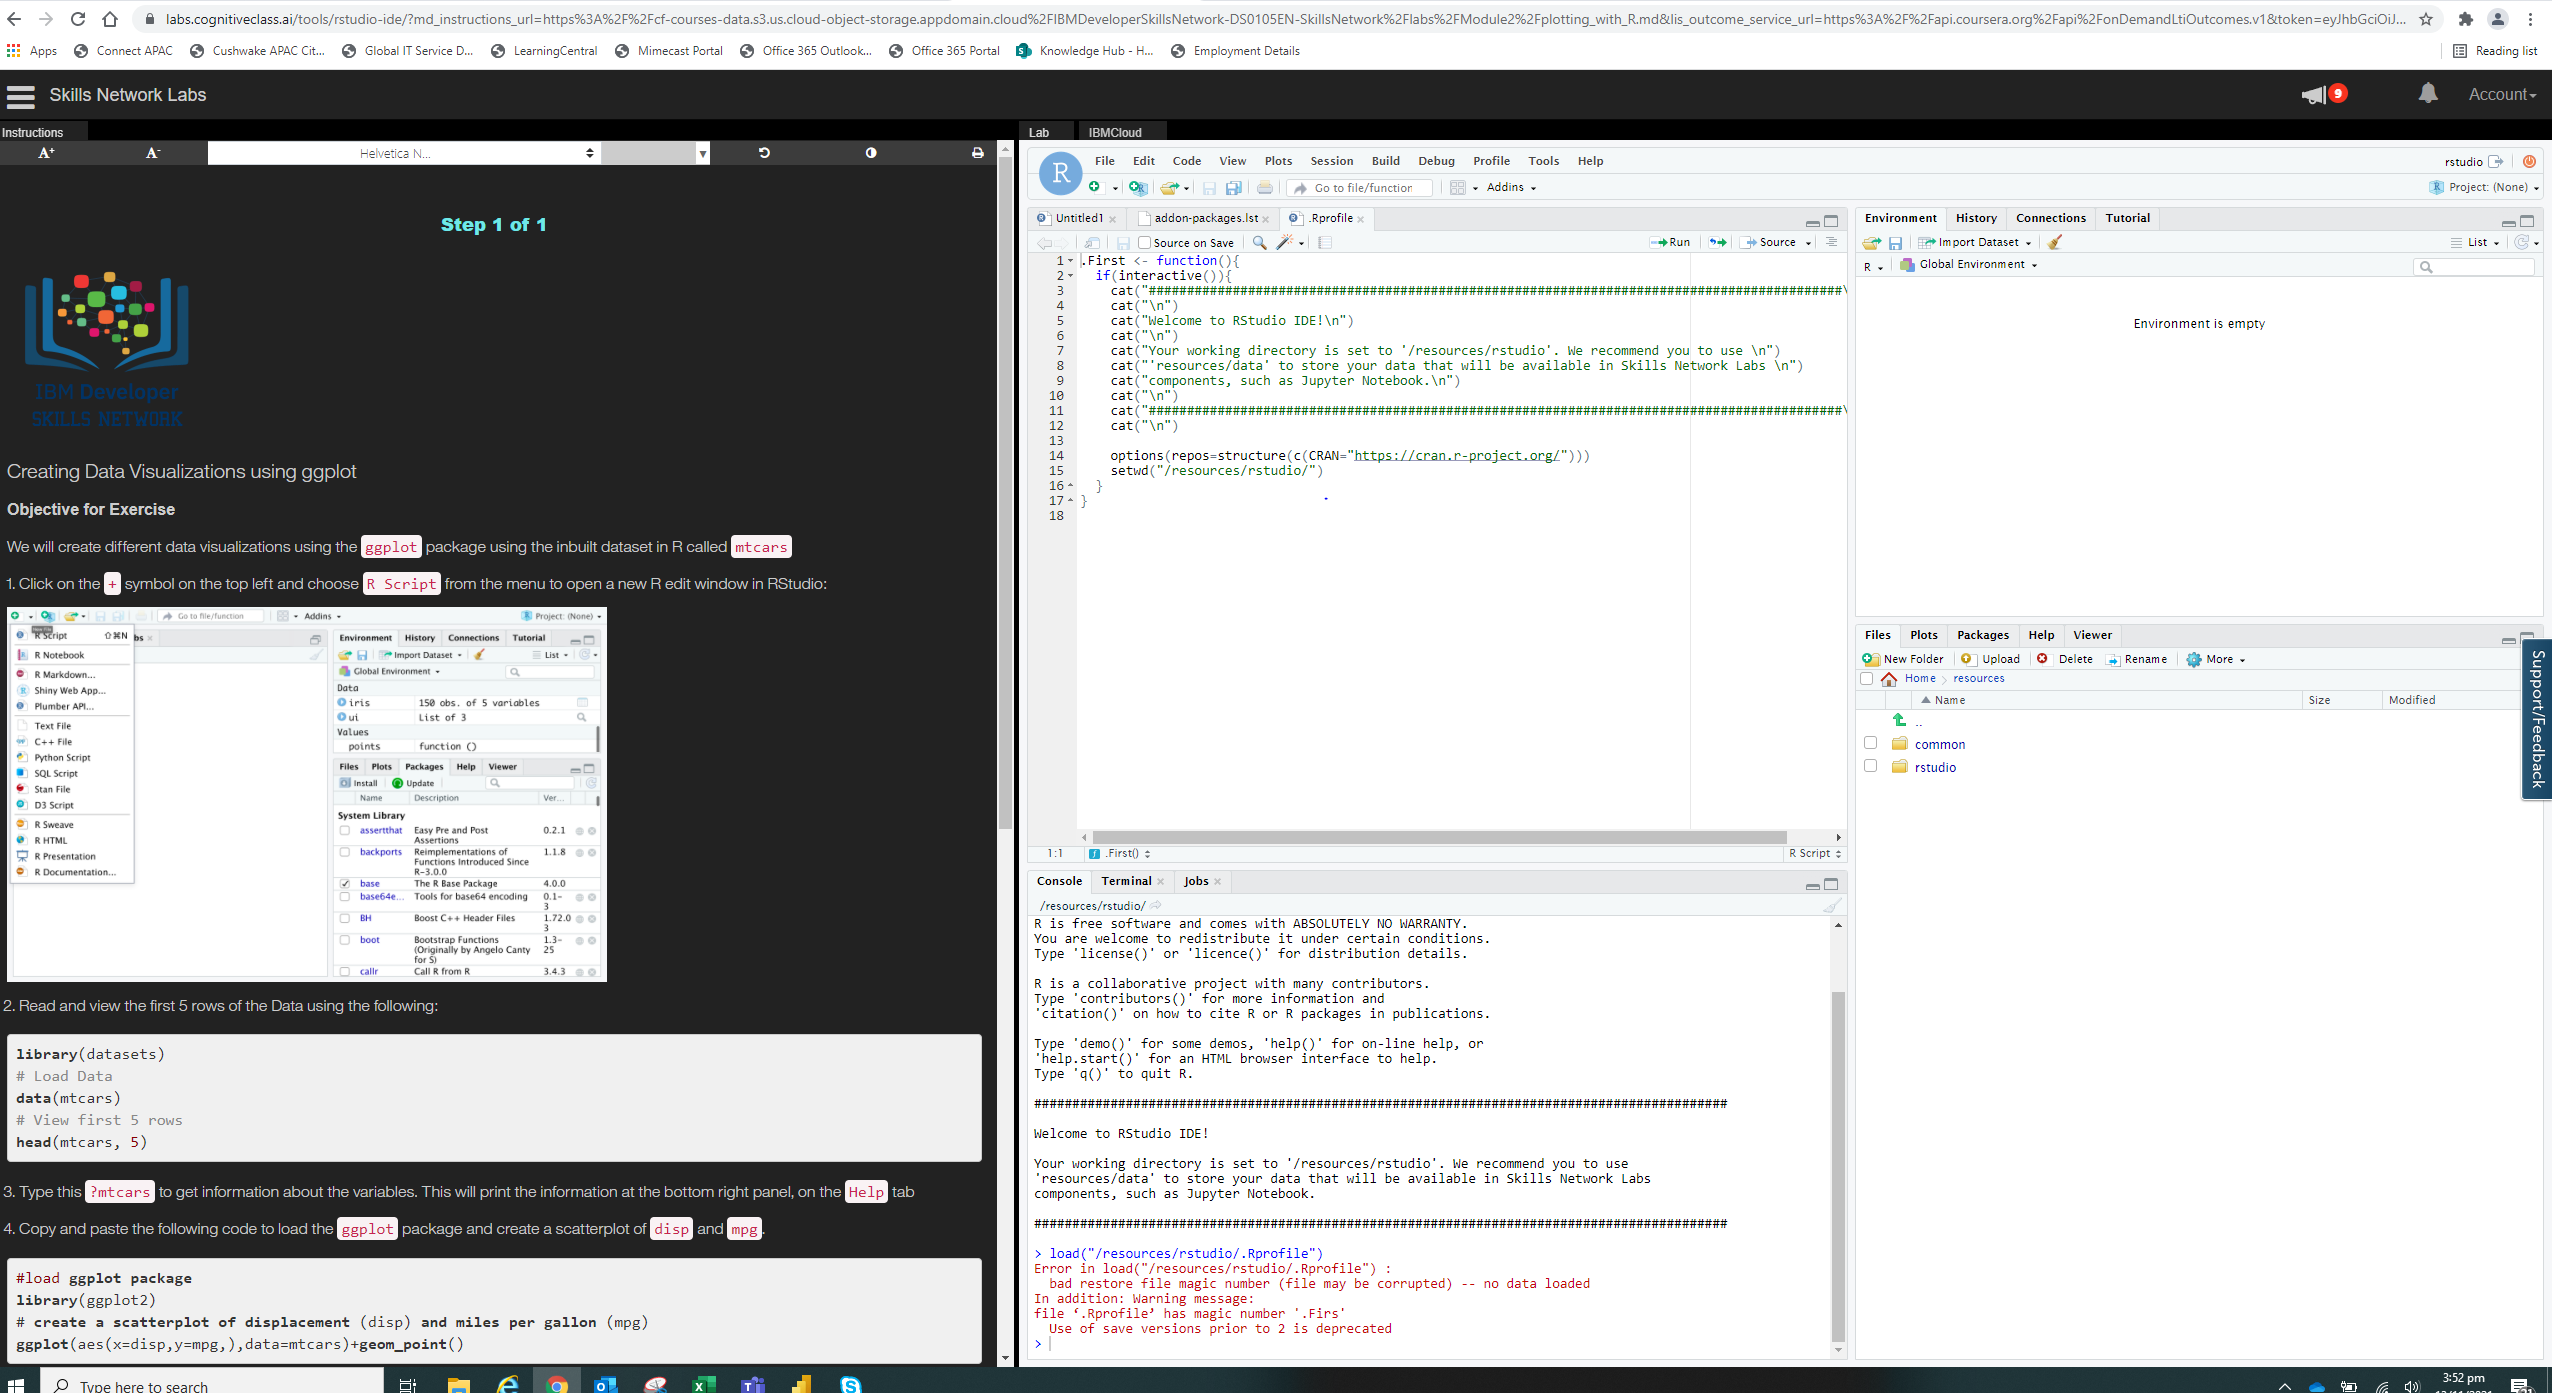 labs.cognitiveclass.ai/tools/rstudio-ide/?md_instructions_url=https%3A%2F%2Fcf-courses-data.s3.us.cloud-object-storage.appdomain.cloud%2FIBMDeveloperSkillsNetwork-DS0105EN-SkillsNetwork%2Flabs%2FModule2%2Fplotting_with_R.md&lis_outcome_service_url=https%3A%2F%2Fapi.coursera.org%2Fapi%2FonDemandLtiOutcomes.v1&token=eyJhbGciOiJ...
Apps Connect APAC Cushwake APAC Cit... Global IT Service D... LearningCentral Mimecast Portal Office 365 Outlook... Office 365 Portal Knowledge Hub - H... Employment Details Reading list
Skills Network Labs
9 Account
Instructions
A+ A- Helvetica N...
Step 1 of 1
IBM Developer
SKILLS NETWORK
Creating Data Visualizations using ggplot
Objective for Exercise
We will create different data visualizations using the ggplot package using the inbuilt dataset in R called mtcars
1. Click on the + symbol on the top left and choose R Script from the menu to open a new R edit window in RStudio:
Go to file/function Addins Project: (None)
R Script ⇧⌘N
R Notebook
R Markdown...
Shiny Web App...
Plumber API...
Text File
C++ File
Python Script
SQL Script
Stan File
D3 Script
R Sweave
R HTML
R Presentation
R Documentation...
Environment History Connections Tutorial
Import Dataset List
Global Environment
Data
iris 150 obs. of 5 variables
ui List of 3
Values
points function ()
Files Plots Packages Help Viewer
Install Update
Name Description Ver...
System Library
assertthat Easy Pre and Post Assertions 0.2.1
backports Reimplementations of Functions Introduced Since R-3.0.0 1.1.8
base The R Base Package 4.0.0
base64e... Tools for base64 encoding 0.1-3
BH Boost C++ Header Files 1.72.0 3
boot Bootstrap Functions (Originally by Angelo Canty for S) 1.3-25
callr Call R from R 3.4.3
2. Read and view the first 5 rows of the Data using the following:
library(datasets)
# Load Data
data(mtcars)
# View first 5 rows
head(mtcars, 5)
3. Type this ?mtcars to get information about the variables. This will print the information at the bottom right panel, on the Help tab
4. Copy and paste the following code to load the ggplot package and create a scatterplot of disp and mpg.
#load ggplot package
library(ggplot2)
# create a scatterplot of displacement (disp) and miles per gallon (mpg)
ggplot(aes(x=disp,y=mpg,),data=mtcars)+geom_point()
Lab IBMCloud
R File Edit Code View Plots Session Build Debug Profile Tools Help rstudio
Go to file/function Addins Project: (None)
Untitled1 addon-packages.lst .Rprofile
Source on Save Run Source
1 .First <- function(){
2 if(interactive()){
3 cat("############################################################################################\
4 cat("\n")
5 cat("Welcome to RStudio IDE!\n")
6 cat("\n")
7 cat("Your working directory is set to '/resources/rstudio'. We recommend you to use \n")
8 cat("'resources/data' to store your data that will be available in Skills Network Labs \n")
9 cat("components, such as Jupyter Notebook.\n")
10 cat("\n")
11 cat("############################################################################################\
12 cat("\n")
13
14 options(repos=structure(c(CRAN="https://cran.r-project.org/")))
15 setwd("/resources/rstudio/")
16 }
17 }
18
1:1 .First() R Script
Console Terminal Jobs
/resources/rstudio/
R is free software and comes with ABSOLUTELY NO WARRANTY.
You are welcome to redistribute it under certain conditions.
Type 'license()' or 'licence()' for distribution details.
R is a collaborative project with many contributors.
Type 'contributors()' for more information and
'citation()' on how to cite R or R packages in publications.
Type 'demo()' for some demos, 'help()' for on-line help, or
'help.start()' for an HTML browser interface to help.
Type 'q()' to quit R.
############################################################################################
Welcome to RStudio IDE!
Your working directory is set to '/resources/rstudio'. We recommend you to use
'resources/data' to store your data that will be available in Skills Network Labs
components, such as Jupyter Notebook.
############################################################################################
> load("/resources/rstudio/.Rprofile")
Error in load("/resources/rstudio/.Rprofile") :
bad restore file magic number (file may be corrupted) -- no data loaded
In addition: Warning message:
file ‘.Rprofile’ has magic number '.Firs'
Use of save versions prior to 2 is deprecated
>
Environment History Connections Tutorial
Import Dataset List
R Global Environment
Environment is empty
Files Plots Packages Help Viewer
New Folder Upload Delete Rename More
Home resources
Name Size Modified
..
common
rstudio
Support/Feedback
Type here to search
3:52 pm